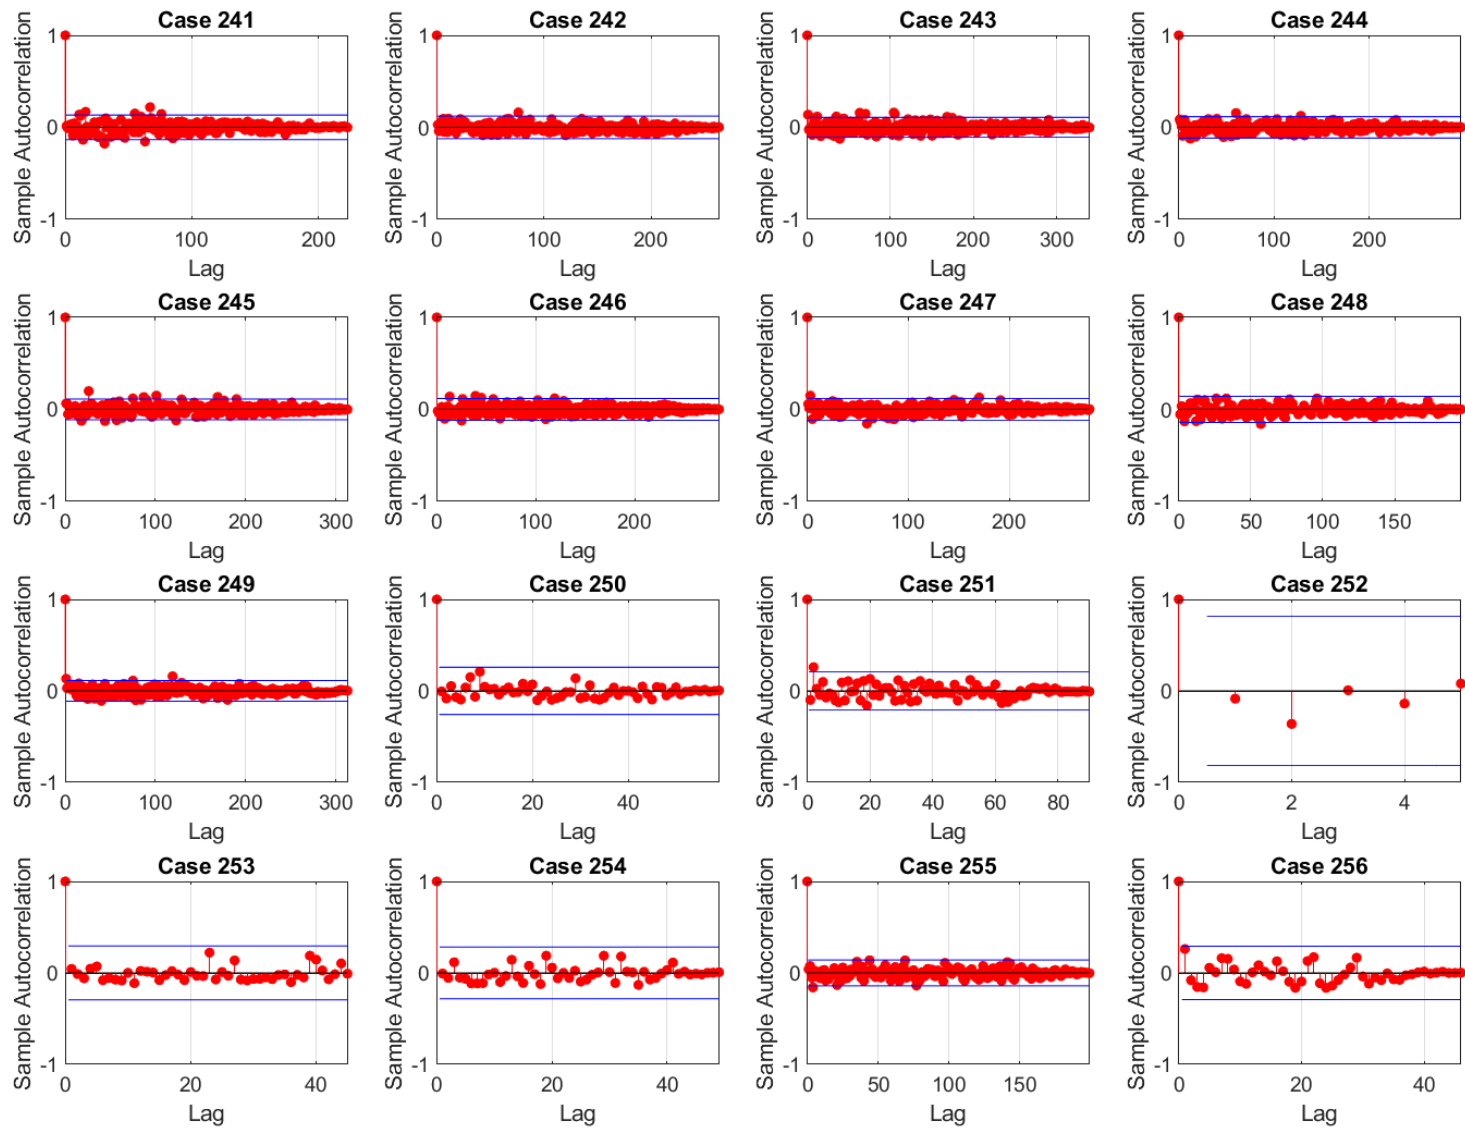 Case 241
Sample Autocorrelation
1
0
-1
0 100 200
Lag
Case 242
Sample Autocorrelation
1
0
-1
0 100 200
Lag
Case 243
Sample Autocorrelation
1
0
-1
0 100 200 300
Lag
Case 244
Sample Autocorrelation
1
0
-1
0 100 200
Lag
Case 245
Sample Autocorrelation
1
0
-1
0 100 200 300
Lag
Case 246
Sample Autocorrelation
1
0
-1
0 100 200
Lag
Case 247
Sample Autocorrelation
1
0
-1
0 100 200
Lag
Case 248
Sample Autocorrelation
1
0
-1
0 50 100 150
Lag
Case 249
Sample Autocorrelation
1
0
-1
0 100 200 300
Lag
Case 250
Sample Autocorrelation
1
0
-1
0 20 40
Lag
Case 251
Sample Autocorrelation
1
0
-1
0 20 40 60 80
Lag
Case 252
Sample Autocorrelation
1
0
-1
0 2 4
Lag
Case 253
Sample Autocorrelation
1
0
-1
0 20 40
Lag
Case 254
Sample Autocorrelation
1
0
-1
0 20 40
Lag
Case 255
Sample Autocorrelation
1
0
-1
0 50 100 150
Lag
Case 256
Sample Autocorrelation
1
0
-1
0 20 40
Lag